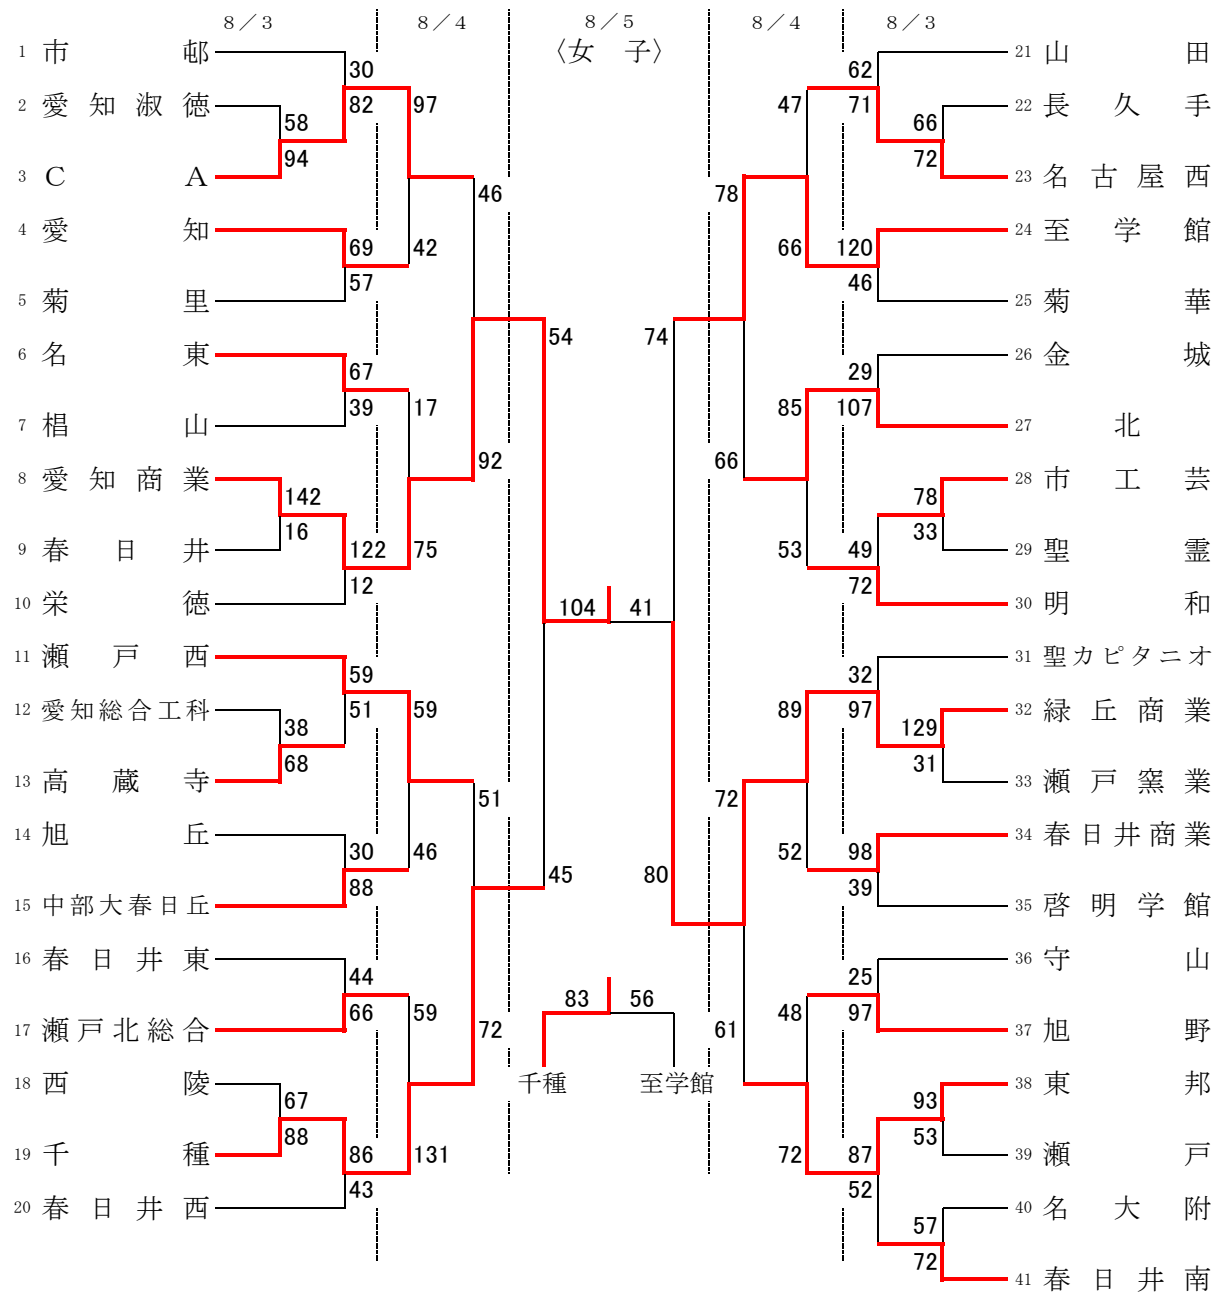 8／3 8／4 8／5 8／4 8／3
〈女 子〉
1 市 邨
2 愛知淑徳
3 C A
4 愛 知
5 菊 里
6 名 東
7 椙 山
8 愛知商業
9 春日井
10 栄 徳
11 瀬戸西
12 愛知総合工科
13 高蔵寺
14 旭 丘
15 中部大春日丘
16 春日井東
17 瀬戸北総合
18 西 陵
19 千 種
20 春日井西
30
82
58
94
97
42
69
57
46
92
67
39
17
75
142
16
122
12
54
45
59
51
38
68
59
46
30
88
51
72
44
66
59
131
67
88
86
43
104 41
83 56
千種 至学館
74
80
78
66
47
66
62
71
66
72
120
46
85
53
29
107
78
33
49
72
72
61
89
52
32
97
129
31
98
39
48
72
25
97
93
53
87
52
57
72
21 山 田
22 長久手
23 名古屋西
24 至学館
25 菊 華
26 金 城
27 北
28 市工芸
29 聖 霊
30 明 和
31 聖カピタニオ
32 緑丘商業
33 瀬戸窯業
34 春日井商業
35 啓明学館
36 守 山
37 旭 野
38 東 邦
39 瀬 戸
40 名大附
41 春日井南